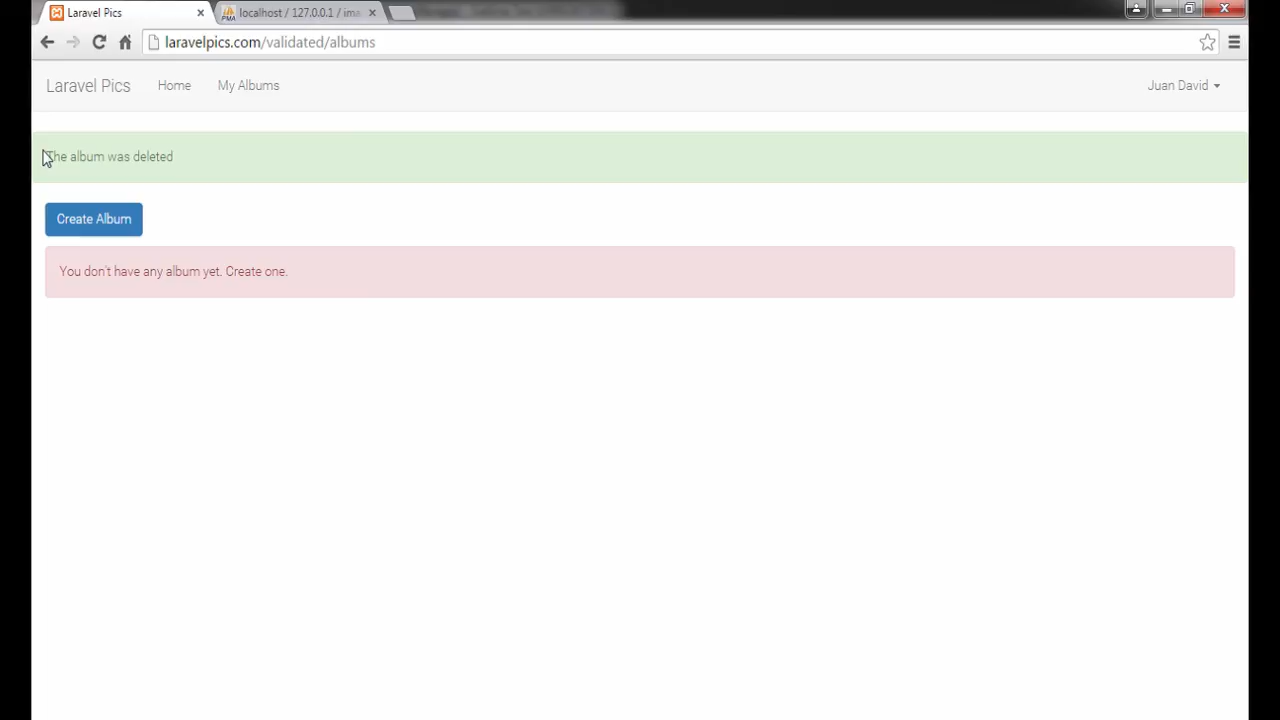 Laravel Pics
localhost / 127.0.0.1 / ima
laravelpics.com/validated/albums
Laravel Pics Home My Albums Juan David
The album was deleted
Create Album
You don't have any album yet. Create one.